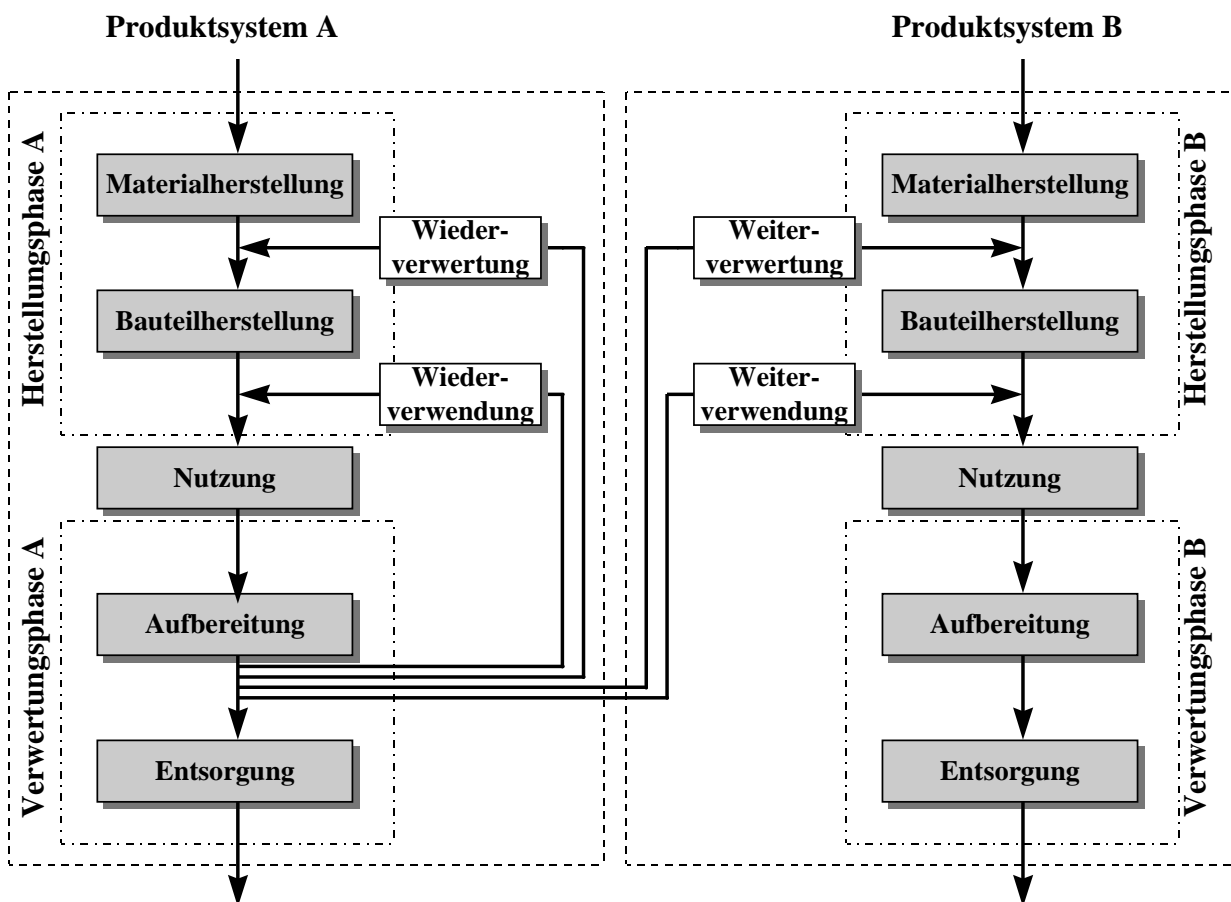 Produktsystem A
Produktsystem B
Herstellungsphase A
Materialherstellung
Wieder-
verwertung
Bauteilherstellung
Wieder-
verwendung
Nutzung
Verwertungsphase A
Aufbereitung
Entsorgung
Weiter-
verwertung
Weiter-
verwendung
Materialherstellung
Bauteilherstellung
Herstellungsphase B
Nutzung
Aufbereitung
Entsorgung
Verwertungsphase B